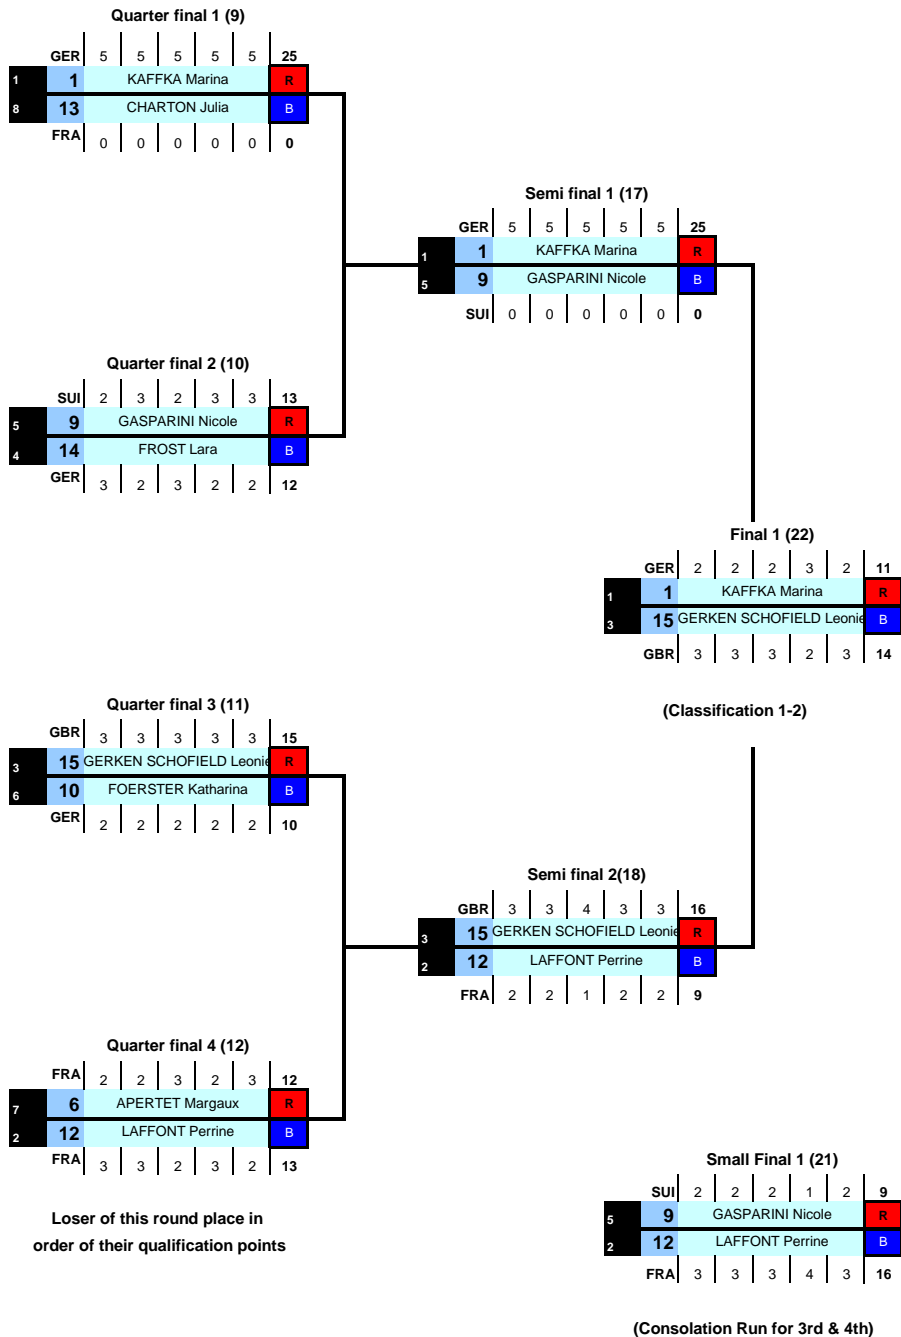 Quarter final 1 (9)
GER 5 5 5 5 5 25
1 1 KAFFKA Marina R
8 13 CHARTON Julia B
FRA 0 0 0 0 0 0
Semi final 1 (17)
GER 5 5 5 5 5 25
1 1 KAFFKA Marina R
5 9 GASPARINI Nicole B
SUI 0 0 0 0 0 0
Quarter final 2 (10)
SUI 2 3 2 3 3 13
5 9 GASPARINI Nicole R
4 14 FROST Lara B
GER 3 2 3 2 2 12
Final 1 (22)
GER 2 2 2 3 2 11
1 1 KAFFKA Marina R
3 15 GERKEN SCHOFIELD Leonie B
GBR 3 3 3 2 3 14
(Classification 1-2)
Quarter final 3 (11)
GBR 3 3 3 3 3 15
3 15 GERKEN SCHOFIELD Leonie R
6 10 FOERSTER Katharina B
GER 2 2 2 2 2 10
Semi final 2(18)
GBR 3 3 4 3 3 16
3 15 GERKEN SCHOFIELD Leonie R
2 12 LAFFONT Perrine B
FRA 2 2 1 2 2 9
Quarter final 4 (12)
FRA 2 2 3 2 3 12
7 6 APERTET Margaux R
2 12 LAFFONT Perrine B
FRA 3 3 2 3 2 13
Loser of this round place in
order of their qualification points
Small Final 1 (21)
SUI 2 2 2 1 2 9
5 9 GASPARINI Nicole R
2 12 LAFFONT Perrine B
FRA 3 3 3 4 3 16
(Consolation Run for 3rd & 4th)